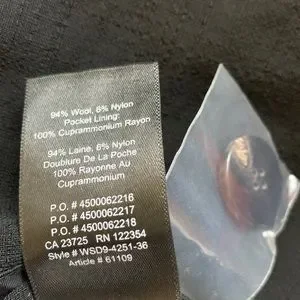 94% Wool, 6% Nylon
Pocket Lining:
100% Cuprammonium Rayon
94% Laine, 6% Nylon
Doublure De La Poche
100% Rayonne Au
Cuprammonium
P.O. # 4500062216
P.O. # 4500062217
P.O. # 4500062218
CA 23725 RN 122354
Style # WSD9-4251-36
Article # 61109